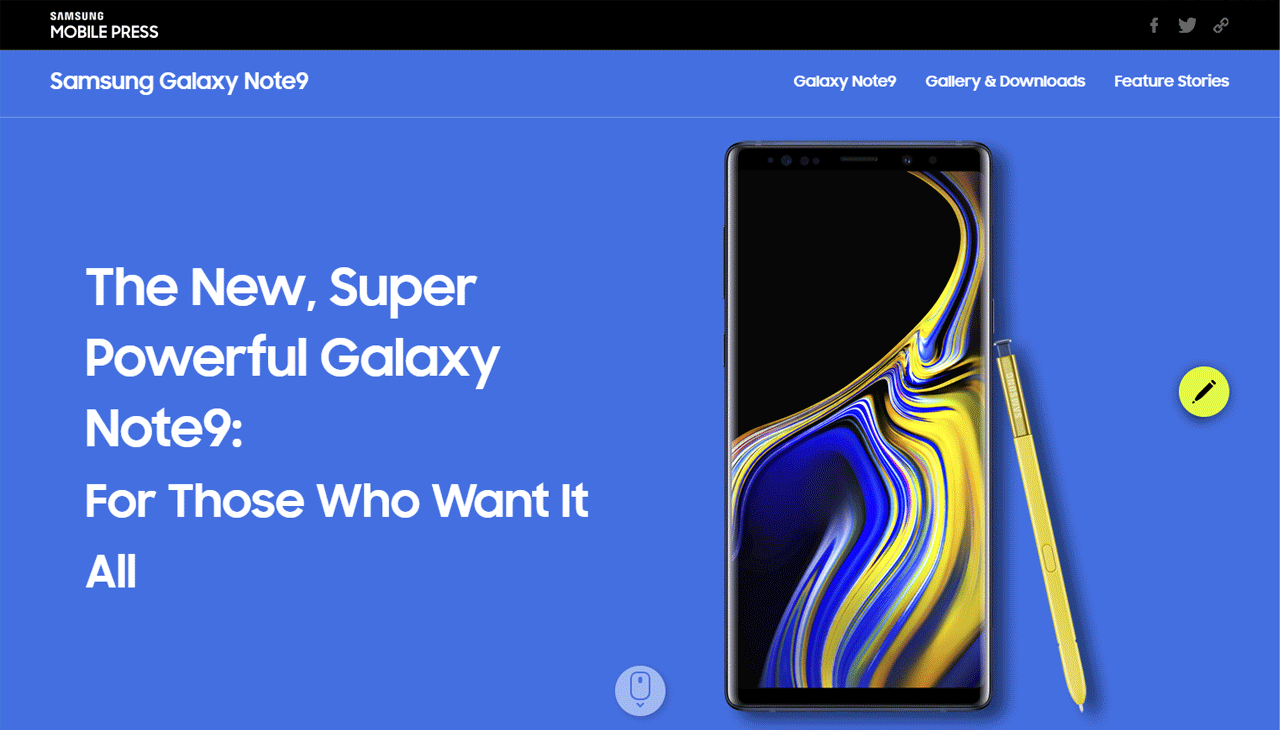 SAMSUNG
MOBILE PRESS
Samsung Galaxy Note9
Galaxy Note9
Gallery & Downloads
Feature Stories
The New, Super
Powerful Galaxy
Note9:
For Those Who Want It
All
SAMSUNG